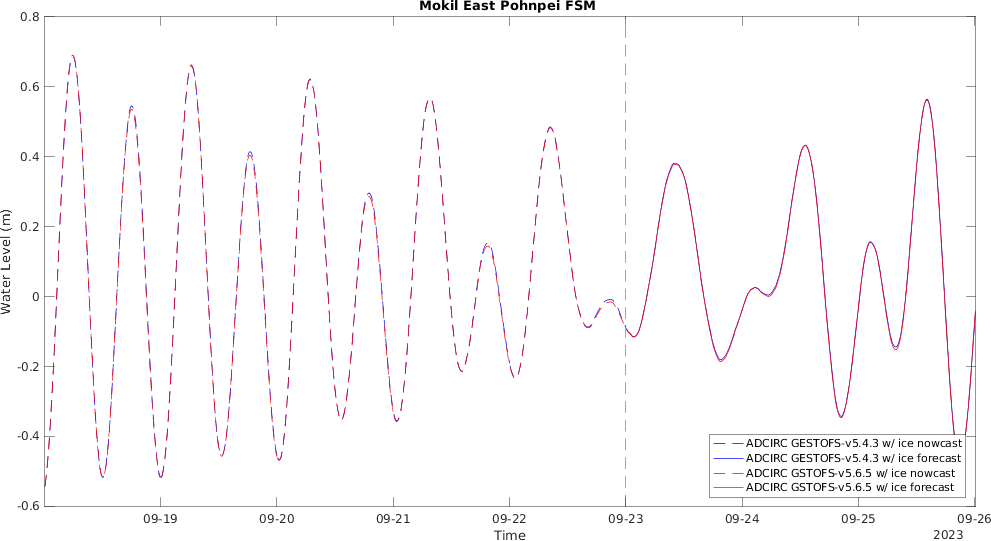 Mokil East Pohnpei FSM
0.8
0.6
0.4
0.2
0
-0.2
-0.4
-0.6
Water Level (m)
ADCIRC GESTOFS-v5.4.3 w/ ice nowcast
ADCIRC GESTOFS-v5.4.3 w/ ice forecast
ADCIRC GSTOFS-v5.6.5 w/ ice nowcast
ADCIRC GSTOFS-v5.6.5 w/ ice forecast
09-19 09-20 09-21 09-22 09-23 09-24 09-25 09-26
Time
2023